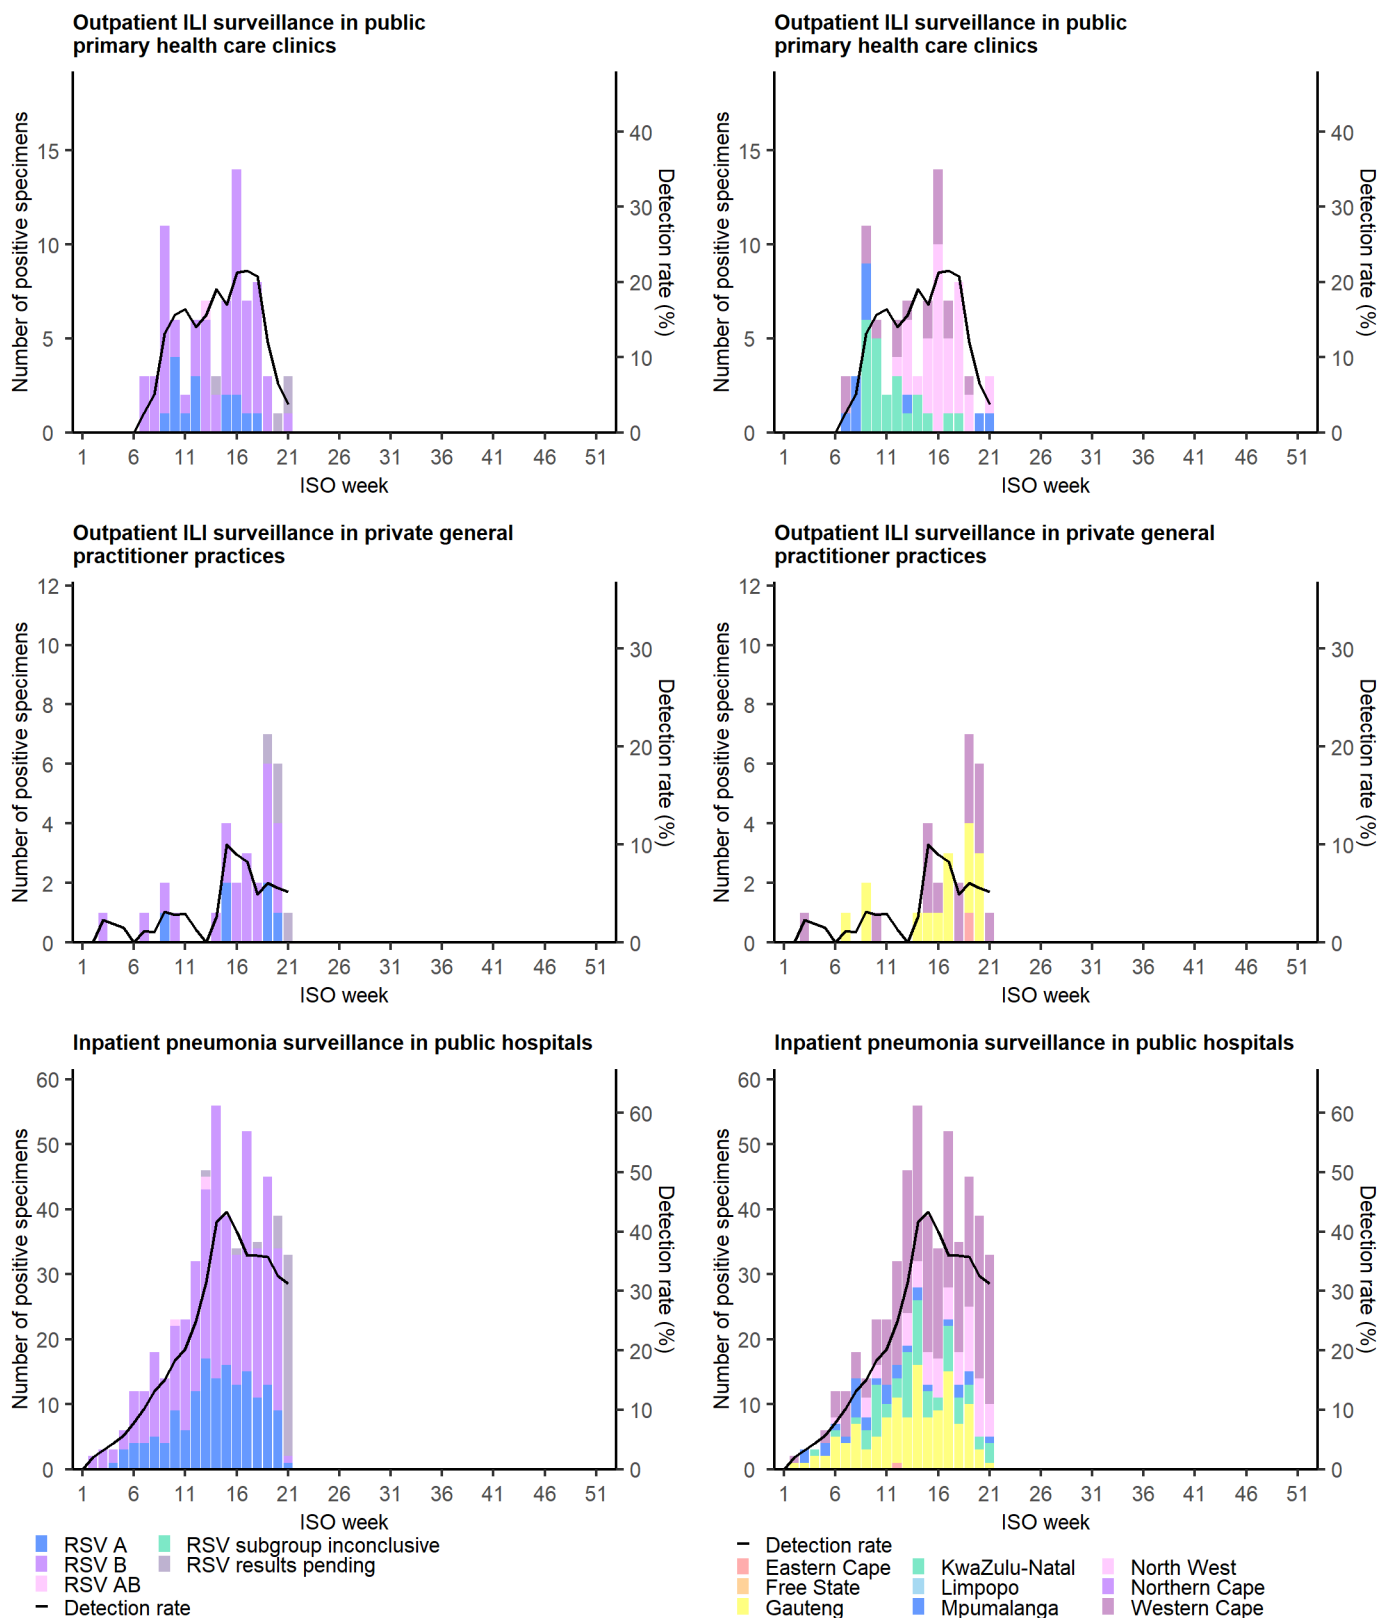 Outpatient ILI surveillance in public
primary health care clinics
Number of positive specimens
15
10
5
0
40
30
20
10
0
Detection rate (%)
1 6 11 16 21 26 31 36 41 46 51
ISO week
Outpatient ILI surveillance in public
primary health care clinics
Number of positive specimens
15
10
5
0
40
30
20
10
0
Detection rate (%)
1 6 11 16 21 26 31 36 41 46 51
ISO week
Outpatient ILI surveillance in private general
practitioner practices
Number of positive specimens
12
10
8
6
4
2
0
30
20
10
0
Detection rate (%)
1 6 11 16 21 26 31 36 41 46 51
ISO week
Outpatient ILI surveillance in private general
practitioner practices
Number of positive specimens
12
10
8
6
4
2
0
30
20
10
0
Detection rate (%)
1 6 11 16 21 26 31 36 41 46 51
ISO week
Inpatient pneumonia surveillance in public hospitals
Number of positive specimens
60
50
40
30
20
10
0
60
50
40
30
20
10
0
Detection rate (%)
1 6 11 16 21 26 31 36 41 46 51
ISO week
RSV A
RSV B
RSV AB
Detection rate
RSV subgroup inconclusive
RSV results pending
Inpatient pneumonia surveillance in public hospitals
Number of positive specimens
60
50
40
30
20
10
0
60
50
40
30
20
10
0
Detection rate (%)
1 6 11 16 21 26 31 36 41 46 51
ISO week
Detection rate
Eastern Cape
Free State
Gauteng
KwaZulu-Natal
Limpopo
Mpumalanga
North West
Northern Cape
Western Cape